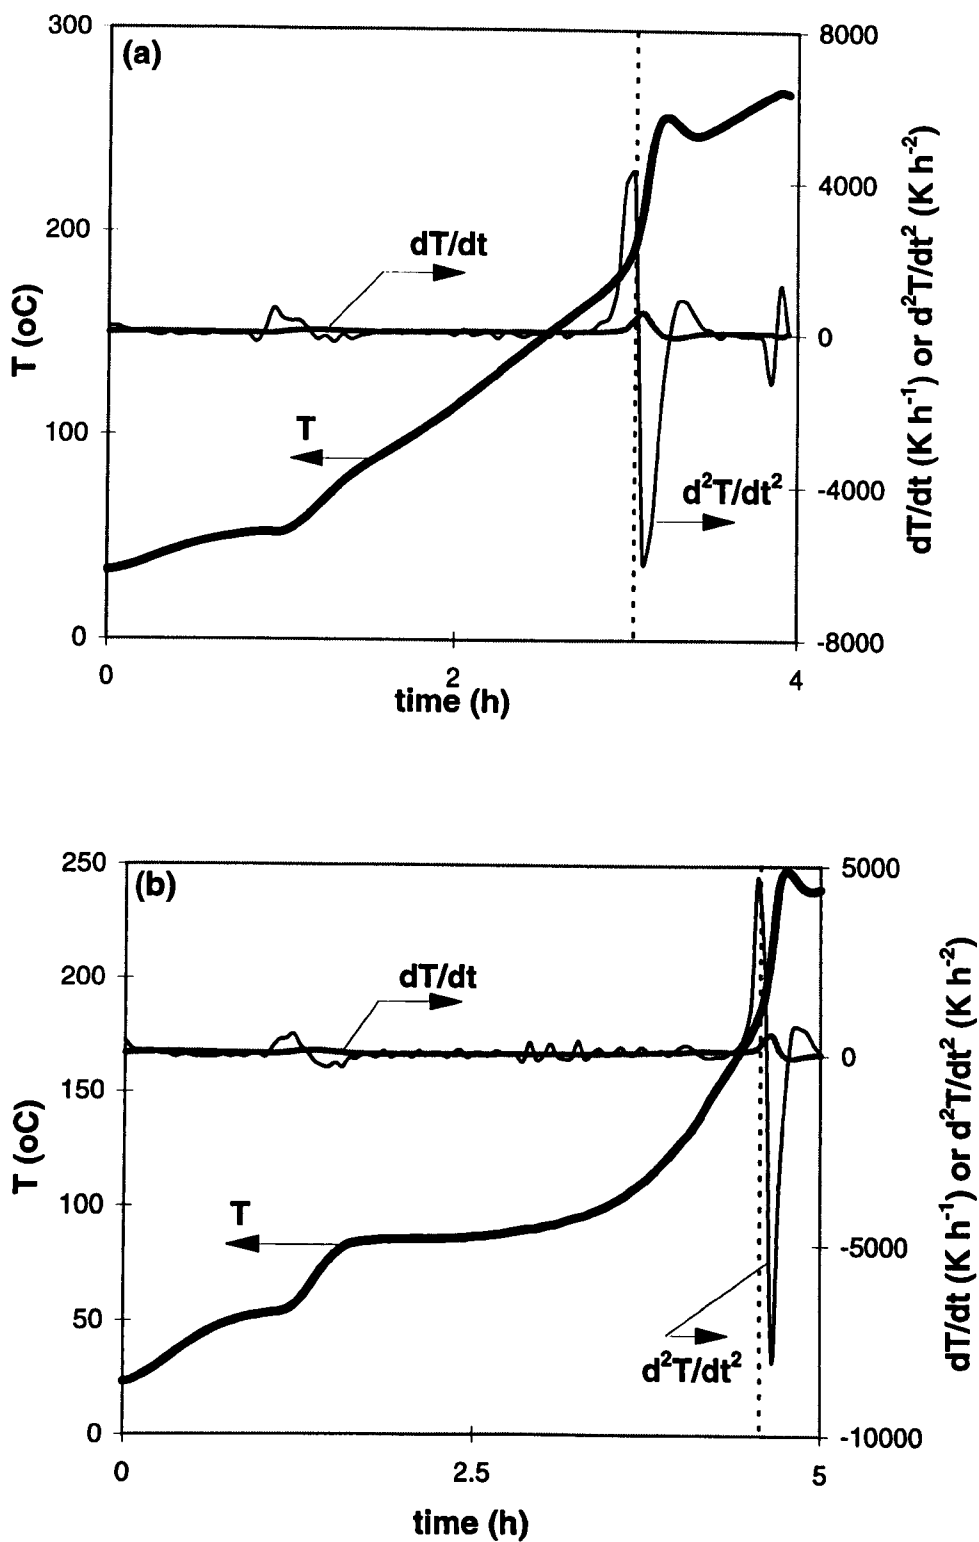 300
(a)
8000
dT/dt
4000
200
T (oC)
0
T
100
d²T/dt²
-4000
dT/dt (K h⁻¹) or d²T/dt² (K h⁻²)
0
-8000
0
2
4
time (h)
250
(b)
5000
dT/dt
200
0
150
T (oC)
100
T
-5000
dT/dt (K h⁻¹) or d²T/dt² (K h⁻²)
50
d²T/dt²
0
-10000
0
2.5
5
time (h)